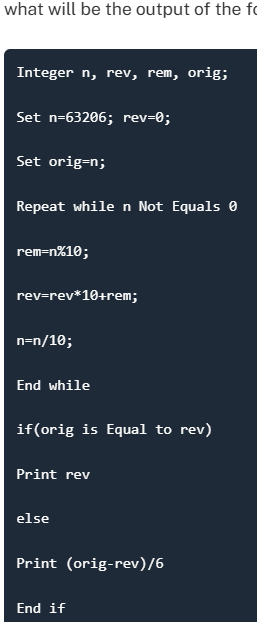 what will be the output of the
Integer n, rev, rem, orig;
Set n=63206; rev=0;
Set orig=n;
Repeat while n Not Equals 0
rem=n%10;
rev=rev*10+rem;
n=n/10;
End while
if(orig is Equal to rev)
Print rev
else
Print (orig-rev)/6
End if